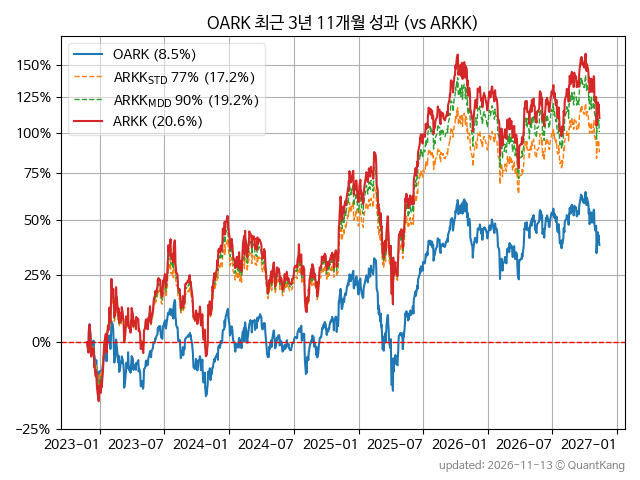 OARK 최근 3년 11개월 성과 (vs ARKK)
OARK (8.5%)
ARKK_STD 77% (17.2%)
ARKK_MDD 90% (19.2%)
ARKK (20.6%)
150%
125%
100%
75%
50%
25%
0%
−25%
2023−01 2023−07 2024−01 2024−07 2025−01 2025−07 2026−01 2026−07 2027−01
updated: 2026-11-13 © QuantKang